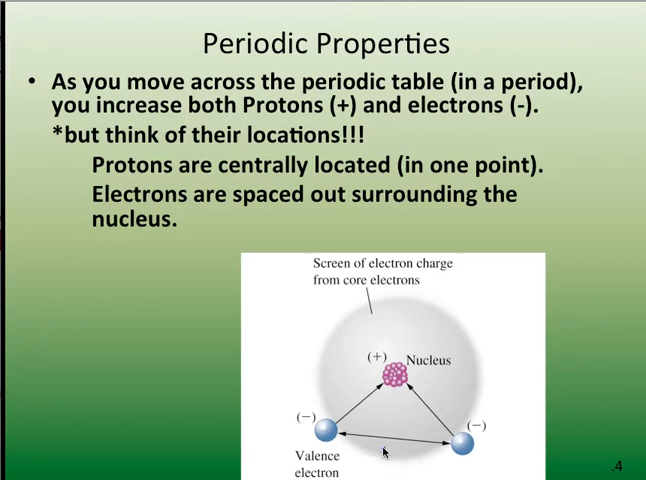 Periodic Properties
• As you move across the periodic table (in a period),
you increase both Protons (+) and electrons (-).
*but think of their locations!!!
Protons are centrally located (in one point).
Electrons are spaced out surrounding the
nucleus.
Screen of electron charge
from core electrons
(+) Nucleus
(−)
(−)
Valence
electron
.4